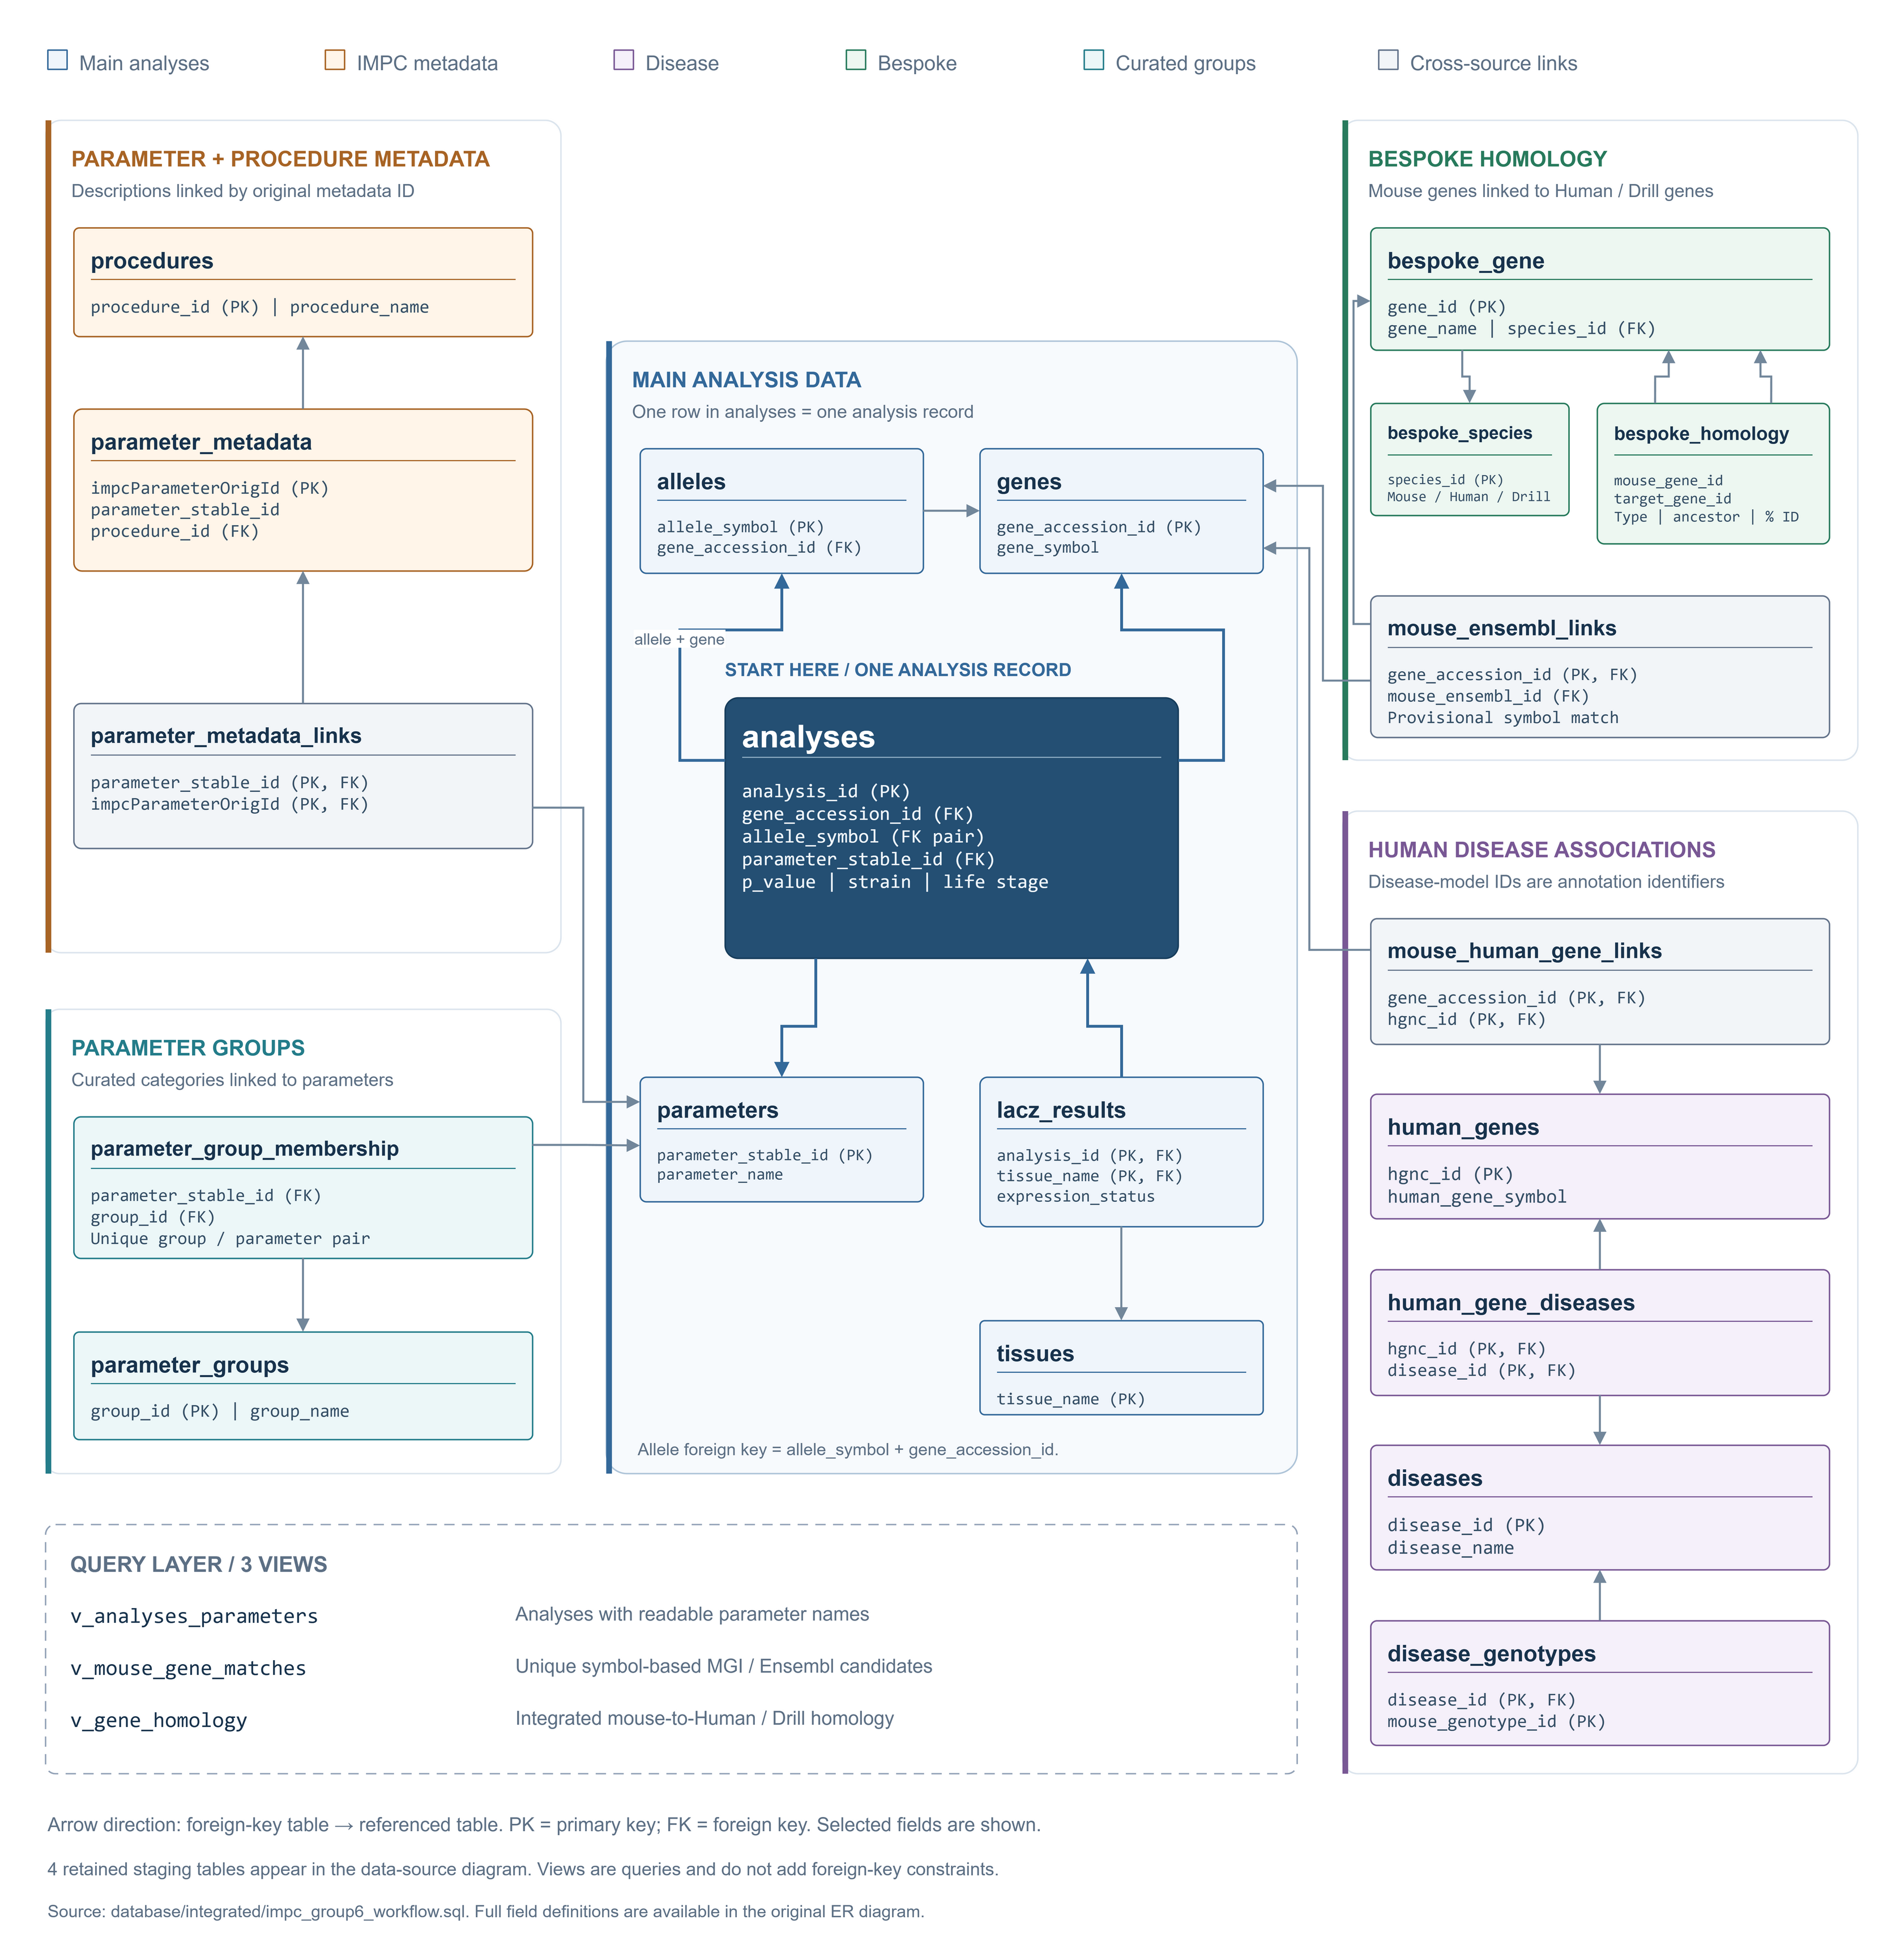 Main analyses
IMPC metadata
Disease
Bespoke
Curated groups
Cross-source links
PARAMETER + PROCEDURE METADATA
Descriptions linked by original metadata ID
procedures
procedure_id (PK) | procedure_name
parameter_metadata
impcParameterOrigId (PK)
parameter_stable_id
procedure_id (FK)
parameter_metadata_links
parameter_stable_id (PK, FK)
impcParameterOrigId (PK, FK)
PARAMETER GROUPS
Curated categories linked to parameters
parameter_group_membership
parameter_stable_id (FK)
group_id (FK)
Unique group / parameter pair
parameter_groups
group_id (PK) | group_name
MAIN ANALYSIS DATA
One row in analyses = one analysis record
alleles
allele_symbol (PK)
gene_accession_id (FK)
genes
gene_accession_id (PK)
gene_symbol
allele + gene
START HERE / ONE ANALYSIS RECORD
analyses
analysis_id (PK)
gene_accession_id (FK)
allele_symbol (FK pair)
parameter_stable_id (FK)
p_value | strain | life stage
parameters
parameter_stable_id (PK)
parameter_name
lacz_results
analysis_id (PK, FK)
tissue_name (PK, FK)
expression_status
tissues
tissue_name (PK)
Allele foreign key = allele_symbol + gene_accession_id.
BESPOKE HOMOLOGY
Mouse genes linked to Human / Drill genes
bespoke_gene
gene_id (PK)
gene_name | species_id (FK)
bespoke_species
species_id (PK)
Mouse / Human / Drill
bespoke_homology
mouse_gene_id
target_gene_id
Type | ancestor | % ID
mouse_ensembl_links
gene_accession_id (PK, FK)
mouse_ensembl_id (FK)
Provisional symbol match
HUMAN DISEASE ASSOCIATIONS
Disease-model IDs are annotation identifiers
mouse_human_gene_links
gene_accession_id (PK, FK)
hgnc_id (PK, FK)
human_genes
hgnc_id (PK)
human_gene_symbol
human_gene_diseases
hgnc_id (PK, FK)
disease_id (PK, FK)
diseases
disease_id (PK)
disease_name
disease_genotypes
disease_id (PK, FK)
mouse_genotype_id (PK)
QUERY LAYER / 3 VIEWS
v_analyses_parameters
Analyses with readable parameter names
v_mouse_gene_matches
Unique symbol-based MGI / Ensembl candidates
v_gene_homology
Integrated mouse-to-Human / Drill homology
Arrow direction: foreign-key table → referenced table. PK = primary key; FK = foreign key. Selected fields are shown.
4 retained staging tables appear in the data-source diagram. Views are queries and do not add foreign-key constraints.
Source: database/integrated/impc_group6_workflow.sql. Full field definitions are available in the original ER diagram.